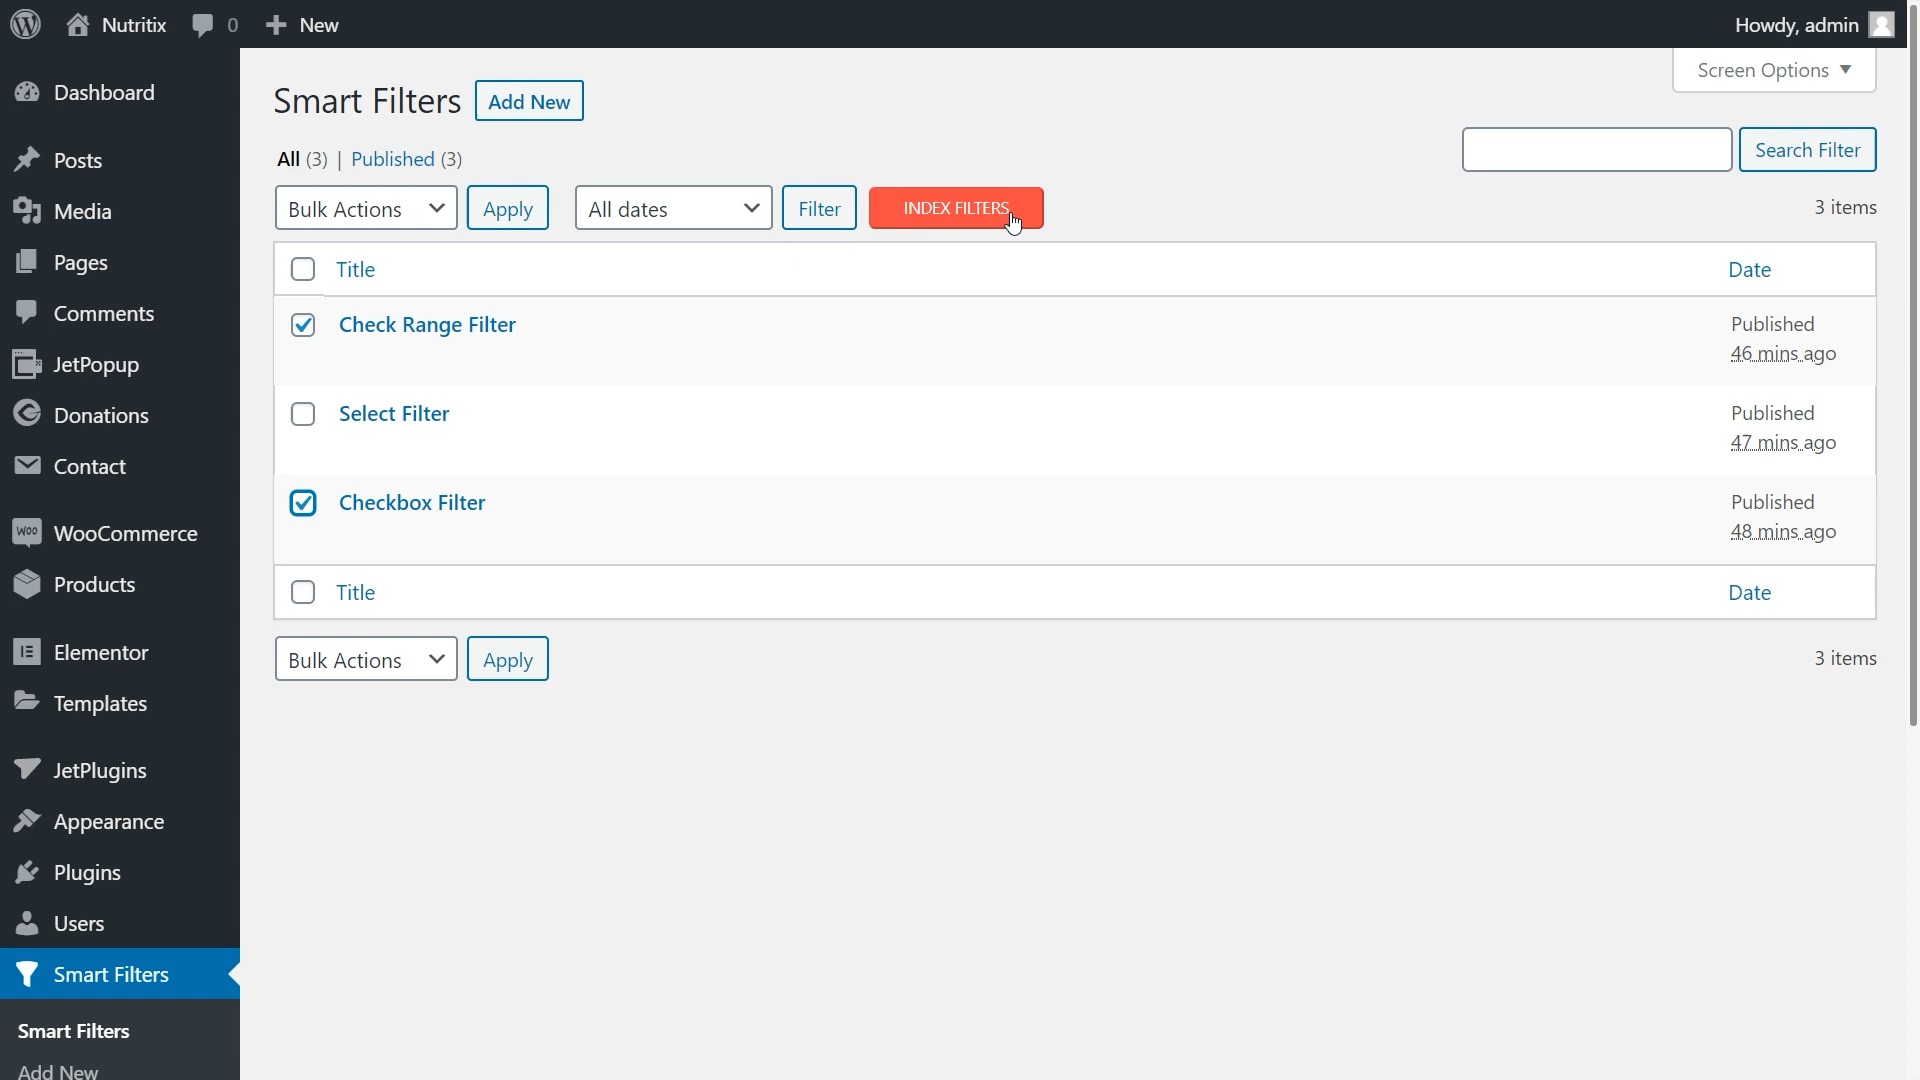 Nutritix 0 New Howdy, admin
Screen Options
Dashboard
Posts
Media
Pages
Comments
JetPopup
Donations
Contact
WooCommerce
Woo
Products
Elementor
Templates
JetPlugins
Appearance
Plugins
Users
Smart Filters
Smart Filters
Add New
Smart Filters Add New
All (3) | Published (3)
Search Filter
Bulk Actions Apply All dates Filter INDEX FILTERS 3 items
Title Date
Check Range Filter Published
46 mins ago
Select Filter Published
47 mins ago
Checkbox Filter Published
48 mins ago
Title Date
Bulk Actions Apply 3 items